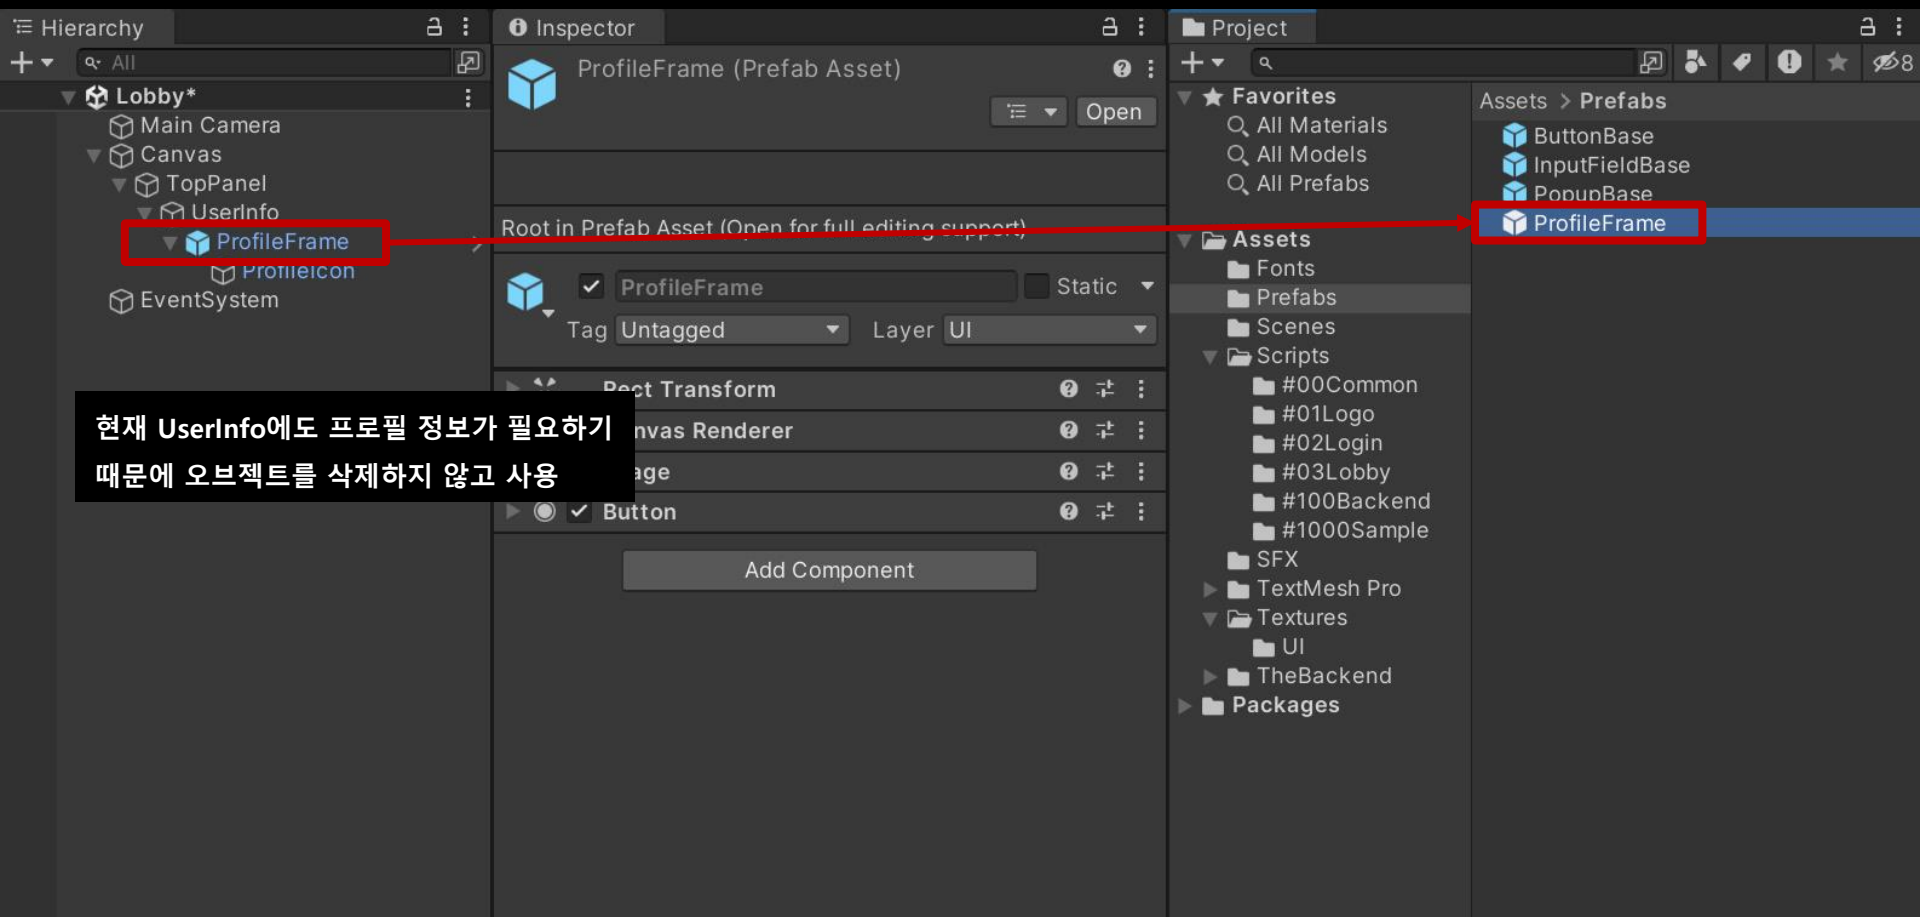 Hierarchy
All
Lobby*
Main Camera
Canvas
TopPanel
UserInfo
ProfileFrame
ProfileIcon
EventSystem
현재 UserInfo에도 프로필 정보가 필요하기
때문에 오브젝트를 삭제하지 않고 사용
Inspector
ProfileFrame (Prefab Asset)
Open
Root in Prefab Asset (Open for full editing support)
ProfileFrame
Static
Tag Untagged Layer UI
Rect Transform
nvas Renderer
age
Button
Add Component
Project
8
Favorites
All Materials
All Models
All Prefabs
Assets
Fonts
Prefabs
Scenes
Scripts
#00Common
#01Logo
#02Login
#03Lobby
#100Backend
#1000Sample
SFX
TextMesh Pro
Textures
UI
TheBackend
Packages
Assets > Prefabs
ButtonBase
InputFieldBase
PopupBase
ProfileFrame